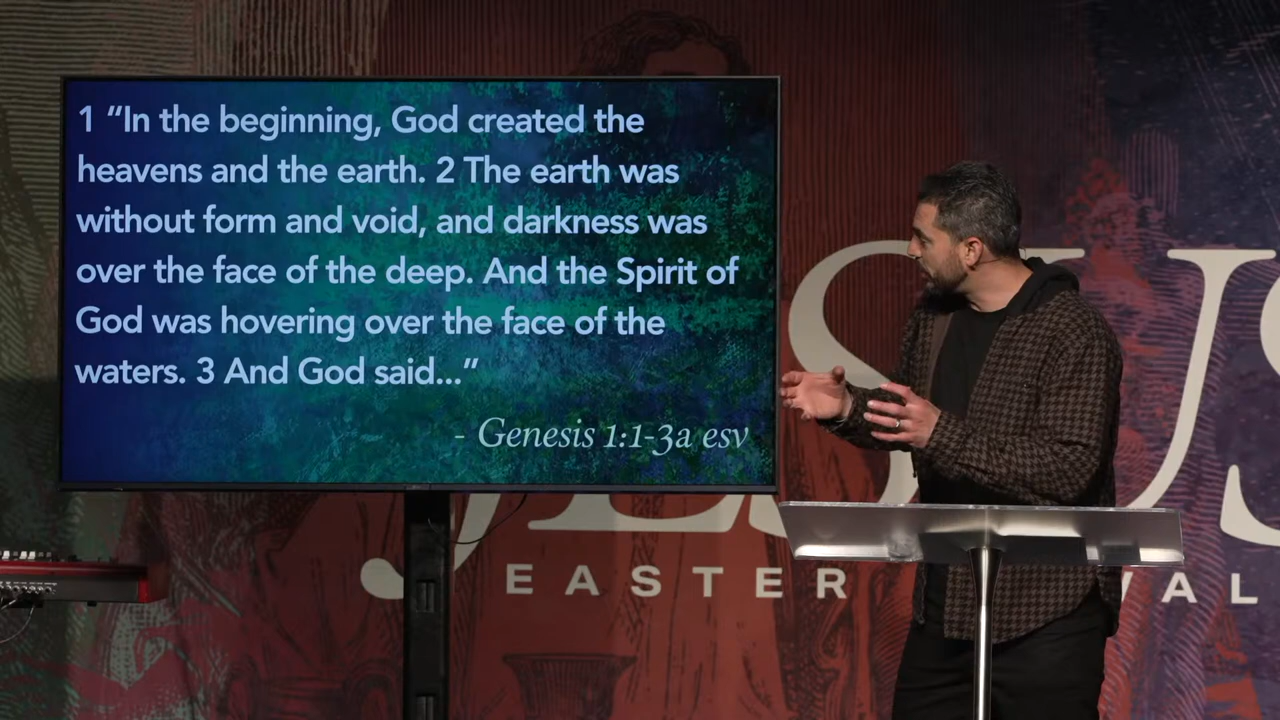 1 “In the beginning, God created the
heavens and the earth. 2 The earth was
without form and void, and darkness was
over the face of the deep. And the Spirit of
God was hovering over the face of the
waters. 3 And God said...”
- Genesis 1:1-3a esv
EASTER